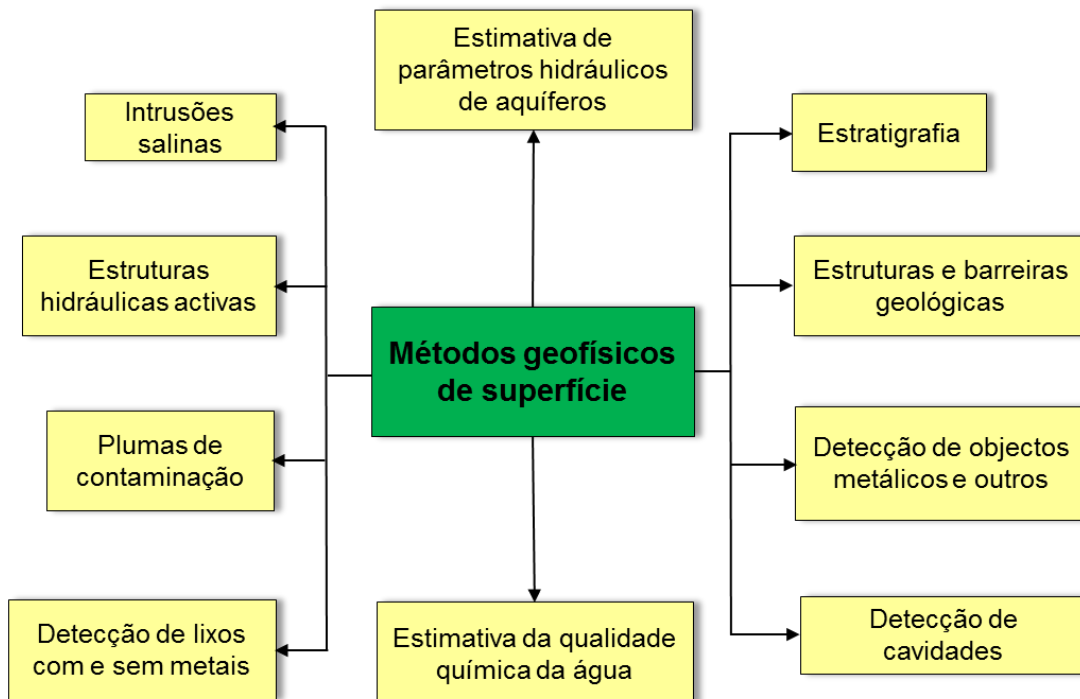 Estimativa de
parâmetros hidráulicos
de aquíferos
Intrusões
salinas
Estratigrafia
Estruturas
hidráulicas activas
Estruturas e barreiras
geológicas
Métodos geofísicos
de superfície
Plumas de
contaminação
Detecção de objectos
metálicos e outros
Detecção de lixos
com e sem metais
Estimativa da qualidade
química da água
Detecção de
cavidades